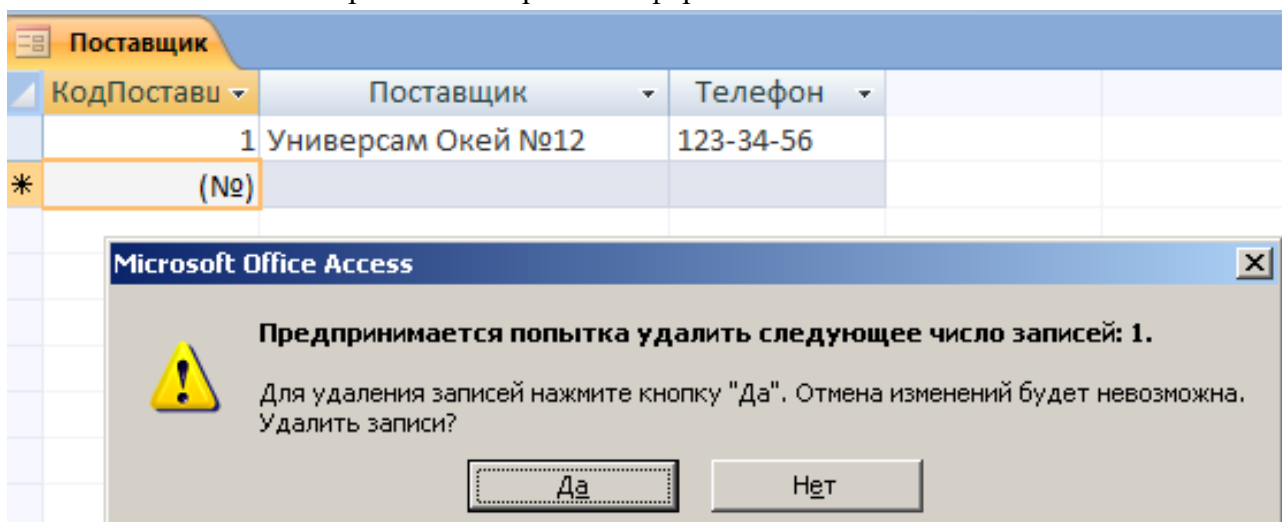 Поставщик
КодПоставщ Поставщик Телефон
1 Универсам Окей №12 123-34-56
* (№)
Microsoft Office Access
Предпринимается попытка удалить следующее число записей: 1.
Для удаления записей нажмите кнопку "Да". Отмена изменений будет невозможна.
Удалить записи?
Да Нет